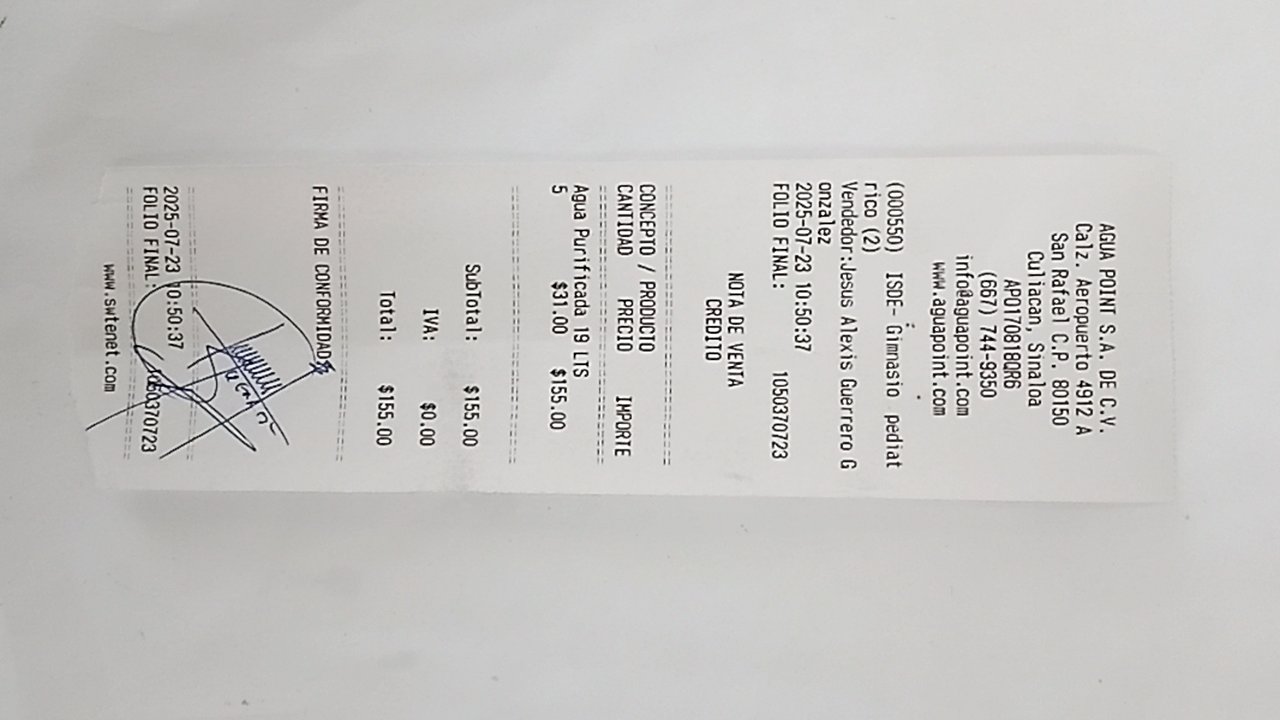 AGUA POINT S.A. DE C.V.
Calz. Aeropuerto 4912 A
San Rafael C.P. 80150
Culiacan, Sinaloa
APO170818QR6
(667) 744-9350
info@aguapoint.com
www.aguapoint.com
(000550) ISDE- Gimnasio pediat
rico (2)
Vendedor:Jesus Alexis Guerrero G
onzalez
2025-07-23 10:50:37
FOLIO FINAL: 1050370723
NOTA DE VENTA
CREDITO
CONCEPTO / PRODUCTO
CANTIDAD PRECIO IMPORTE
Agua Purificada 19 LTS
5 $31.00 $155.00
SubTotal: $155.00
IVA: $0.00
Total: $155.00
FIRMA DE CONFORMIDAD
2025-07-23 10:50:37
FOLIO FINAL: 1050370723
www.swtenet.com